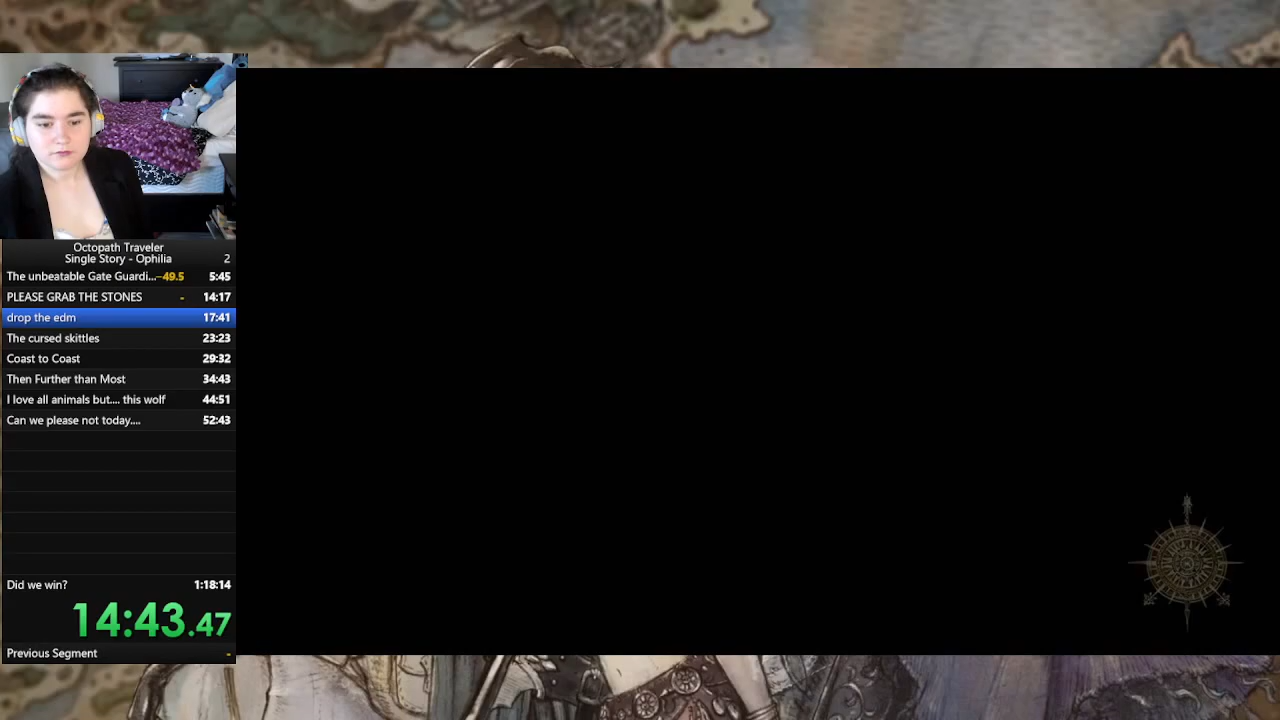 Octopath Traveler
Single Story - Ophilia 2
The unbeatable Gate Guardi... -49.5 5:45
PLEASE GRAB THE STONES - 14:17
drop the edm 17:41
The cursed skittles 23:23
Coast to Coast 29:32
Then Further than Most 34:43
I love all animals but.... this wolf 44:51
Can we please not today.... 52:43
Did we win? 1:18:14
14:43.47
Previous Segment -